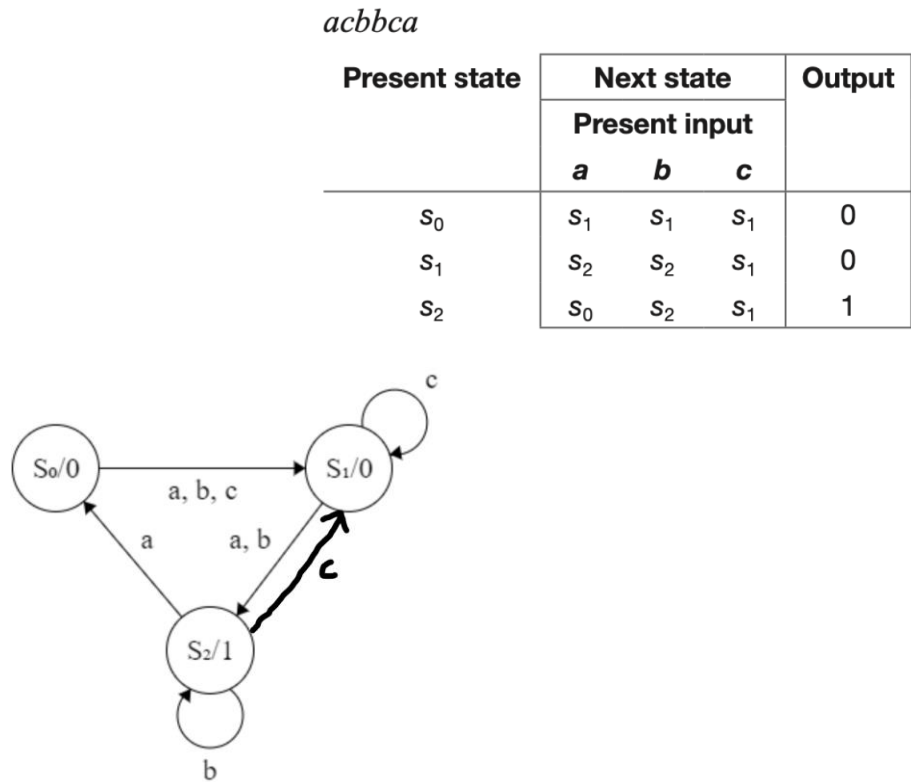 acbbca
Present state Next state Output
Present input
a b c
s₀ s₁ s₁ s₁ 0
s₁ s₂ s₂ s₁ 0
s₂ s₀ s₂ s₁ 1
c
S₀/0 S₁/0
a, b, c
a a, b c
S₂/1
b